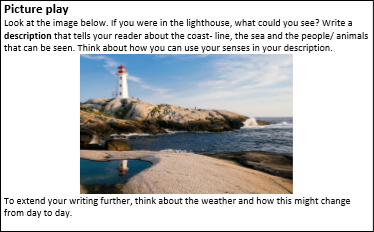 Picture play
Look at the image below. If you were in the lighthouse, what could you see? Write a
description that tells your reader about the coast- line, the sea and the people/ animals
that can be seen. Think about how you can use your senses in your description.
To extend your writing further, think about the weather and how this might change
from day to day.